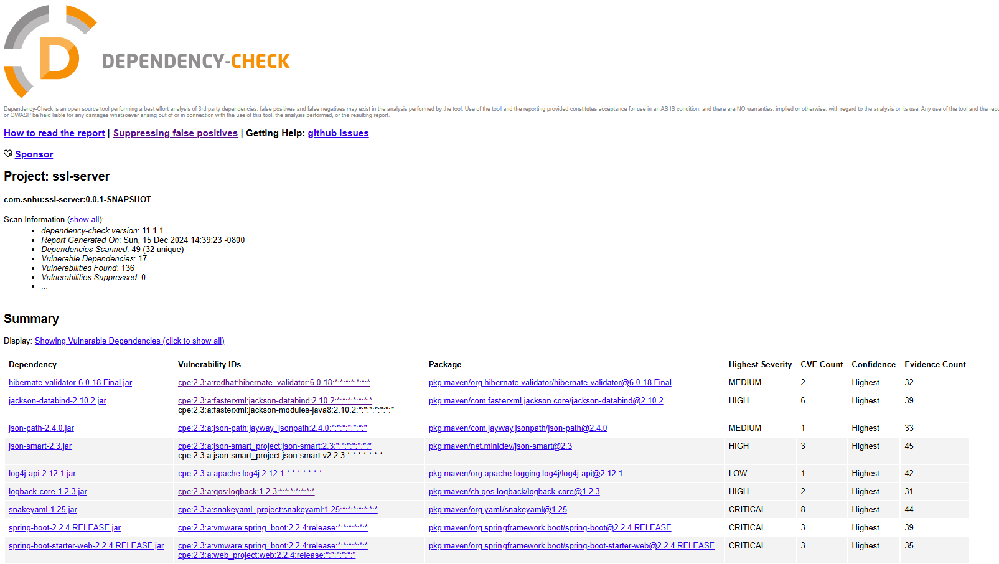 DEPENDENCY-CHECK
Dependency-Check is an open source tool performing a best effort analysis of 3rd party dependencies; false positives and false negatives may exist in the analysis performed by the tool. Use of the tool and the reporting provided constitutes acceptance for use in an AS IS condition, and there are NO warranties, implied or otherwise, with regard to the analysis or its use. Any use of the tool and the
or OWASP be held liable for any damages whatsoever arising out of or in connection with the use of this tool, the analysis performed, or the resulting report.
How to read the report | Suppressing false positives | Getting Help: github issues
Sponsor
Project: ssl-server
com.snhu:ssl-server:0.0.1-SNAPSHOT
Scan Information (show all):
• dependency-check version: 11.1.1
• Report Generated On: Sun, 15 Dec 2024 14:39:23 -0800
• Dependencies Scanned: 49 (32 unique)
• Vulnerable Dependencies: 17
• Vulnerabilities Found: 136
• Vulnerabilities Suppressed: 0
• ...
Summary
Display: Showing Vulnerable Dependencies (click to show all)
Dependency Vulnerability IDs Package Highest Severity CVE Count Confidence Evidence Count
hibernate-validator-6.0.18.Final.jar cpe:2.3:a:redhat:hibernate_validator:6.0.18:*:*:*:*:*:*:* pkg:maven/org.hibernate.validator/hibernate-validator@6.0.18.Final MEDIUM 2 Highest 32
jackson-databind-2.10.2.jar cpe:2.3:a:fasterxml:jackson-databind:2.10.2:*:*:*:*:*:*:* pkg:maven/com.fasterxml.jackson.core/jackson-databind@2.10.2 HIGH 6 Highest 39
cpe:2.3:a:fasterxml:jackson-modules-java8:2.10.2:*:*:*:*:*:*:*
json-path-2.4.0.jar cpe:2.3:a:json-path:jayway_jsonpath:2.4.0:*:*:*:*:*:*:* pkg:maven/com.jayway.jsonpath/json-path@2.4.0 MEDIUM 1 Highest 33
json-smart-2.3.jar cpe:2.3:a:json-smart_project:json-smart:2.3:*:*:*:*:*:*:* pkg:maven/net.minidev/json-smart@2.3 HIGH 3 Highest 45
cpe:2.3:a:json-smart_project:json-smart-v2:2.3:*:*:*:*:*:*:*
log4j-api-2.12.1.jar cpe:2.3:a:apache:log4j:2.12.1:*:*:*:*:*:*:* pkg:maven/org.apache.logging.log4j/log4j-api@2.12.1 LOW 1 Highest 42
logback-core-1.2.3.jar cpe:2.3:a:qos:logback:1.2.3:*:*:*:*:*:*:* pkg:maven/ch.qos.logback/logback-core@1.2.3 HIGH 2 Highest 31
snakeyaml-1.25.jar cpe:2.3:a:snakeyaml_project:snakeyaml:1.25:*:*:*:*:*:*:* pkg:maven/org.yaml/snakeyaml@1.25 CRITICAL 8 Highest 44
spring-boot-2.2.4.RELEASE.jar cpe:2.3:a:vmware:spring_boot:2.2.4:release:*:*:*:*:*:* pkg:maven/org.springframework.boot/spring-boot@2.2.4.RELEASE CRITICAL 3 Highest 39
spring-boot-starter-web-2.2.4.RELEASE.jar cpe:2.3:a:vmware:spring_boot:2.2.4:release:*:*:*:*:*:* pkg:maven/org.springframework.boot/spring-boot-starter-web@2.2.4.RELEASE CRITICAL 3 Highest 35
cpe:2.3:a:web_project:web:2.2.4:release:*:*:*:*:*:*